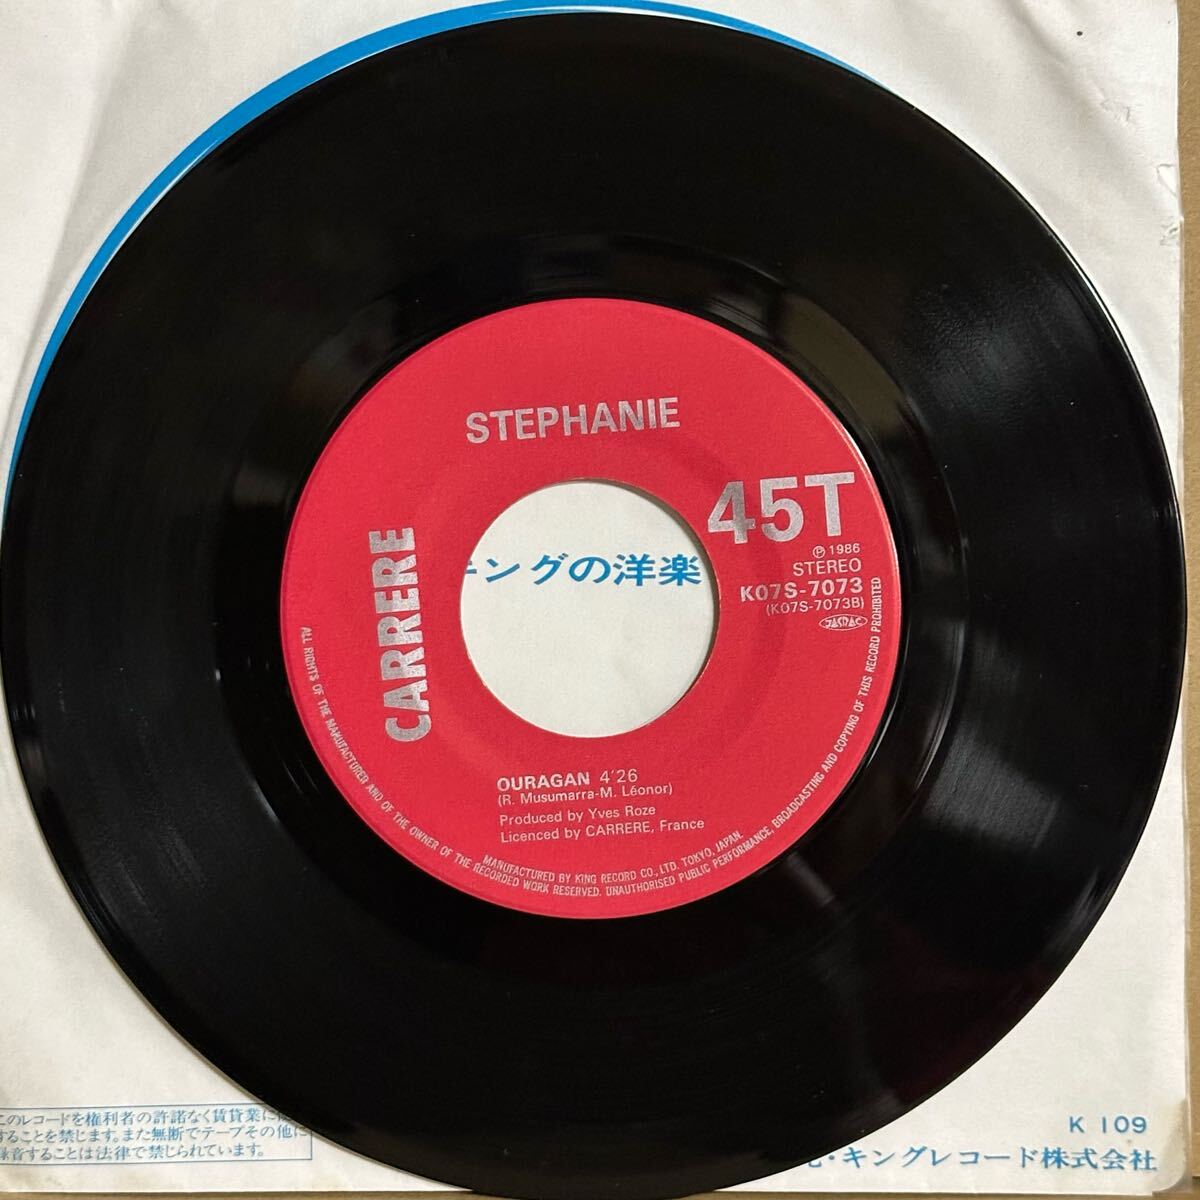 STEPHANIE
45T
Ⓟ 1986
STEREO
K07S-7073
(K07S-7073B)
JASRAC
CARRERE
ングの洋楽
OURAGAN 4'26
(R. Musumarra-M. Léonor)
Produced by Yves Roze
Licenced by CARRERE, France
MANUFACTURED BY KING RECORD CO., LTD. TOKYO, JAPAN.
ALL RIGHTS OF THE MANUFACTURER AND OF THE OWNER OF THE RECORDED WORK RESERVED. UNAUTHORISED PUBLIC PERFORMANCE, BROADCASTING AND COPYING OF THIS RECORD PROHIBITED
このレコードを権利者の許諾なく賃貸業に
することを禁じます。また無断でテープその他に
録音することは法律で禁じられています。
K 109
・キングレコード株式会社